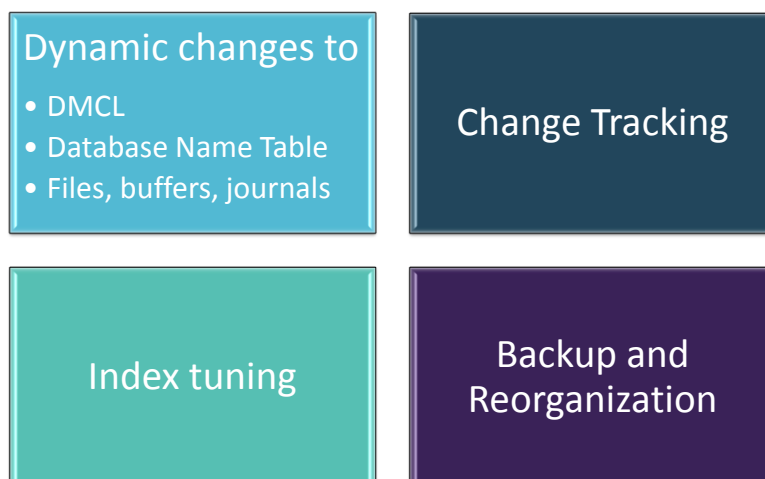 Dynamic changes to
• DMCL
• Database Name Table
• Files, buffers, journals
Change Tracking
Index tuning
Backup and
Reorganization